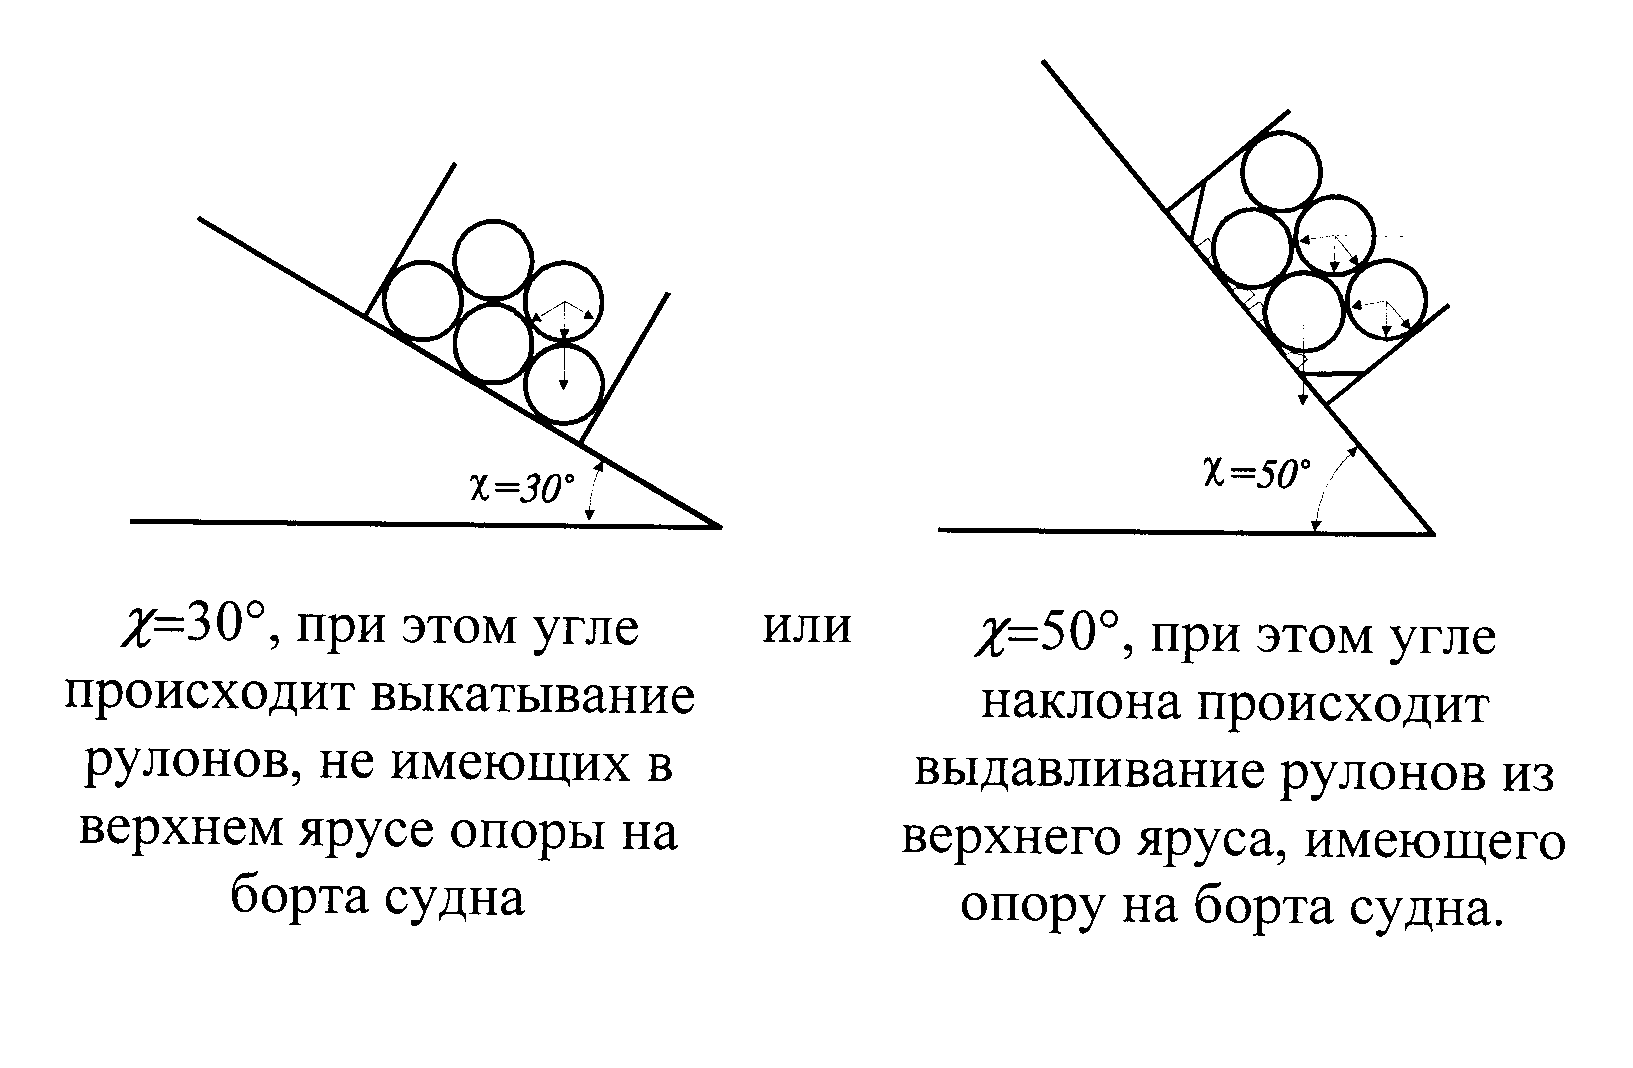 χ=30°
χ=50°
χ=30°, при этом угле
происходит выкатывание
рулонов, не имеющих в
верхнем ярусе опоры на
борта судна
или
χ=50°, при этом угле
наклона происходит
выдавливание рулонов из
верхнего яруса, имеющего
опору на борта судна.